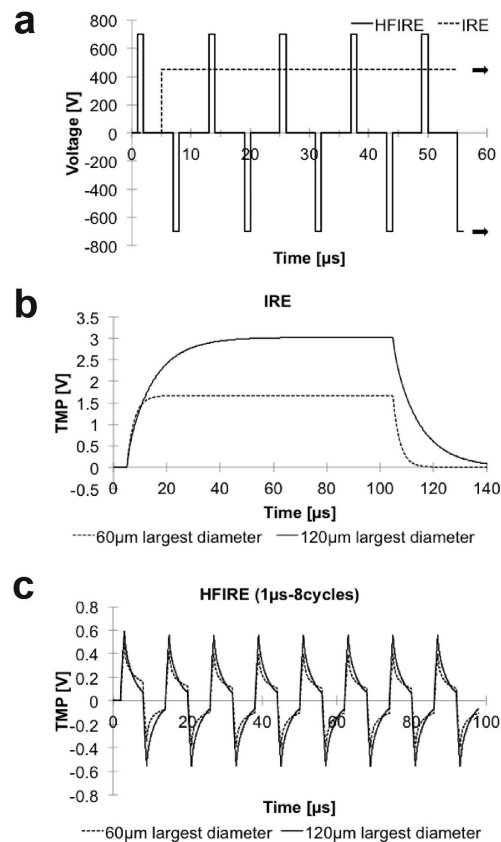 a
HFIRE IRE
800
600
400
200
0
-200
-400
-600
-800
0 10 20 30 40 50 60
Voltage [V]
Time [µs]
b
IRE
3.5
3
2.5
2
1.5
1
0.5
0
-0.5
0 20 40 60 80 100 120 140
TMP [V]
Time [µs]
60µm largest diameter 120µm largest diameter
c
HFIRE (1µs-8cycles)
0.8
0.6
0.4
0.2
0
-0.2
-0.4
-0.6
-0.8
0 20 40 60 80 100
TMP [V]
Time [µs]
60µm largest diameter 120µm largest diameter